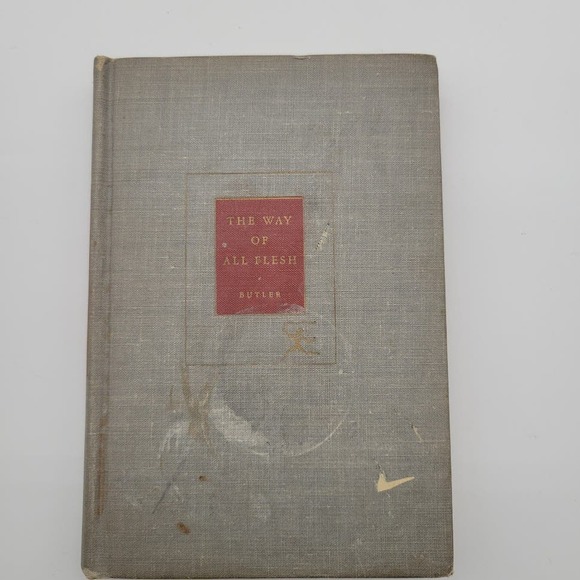 THE WAY
OF
ALL FLESH
BUTLER